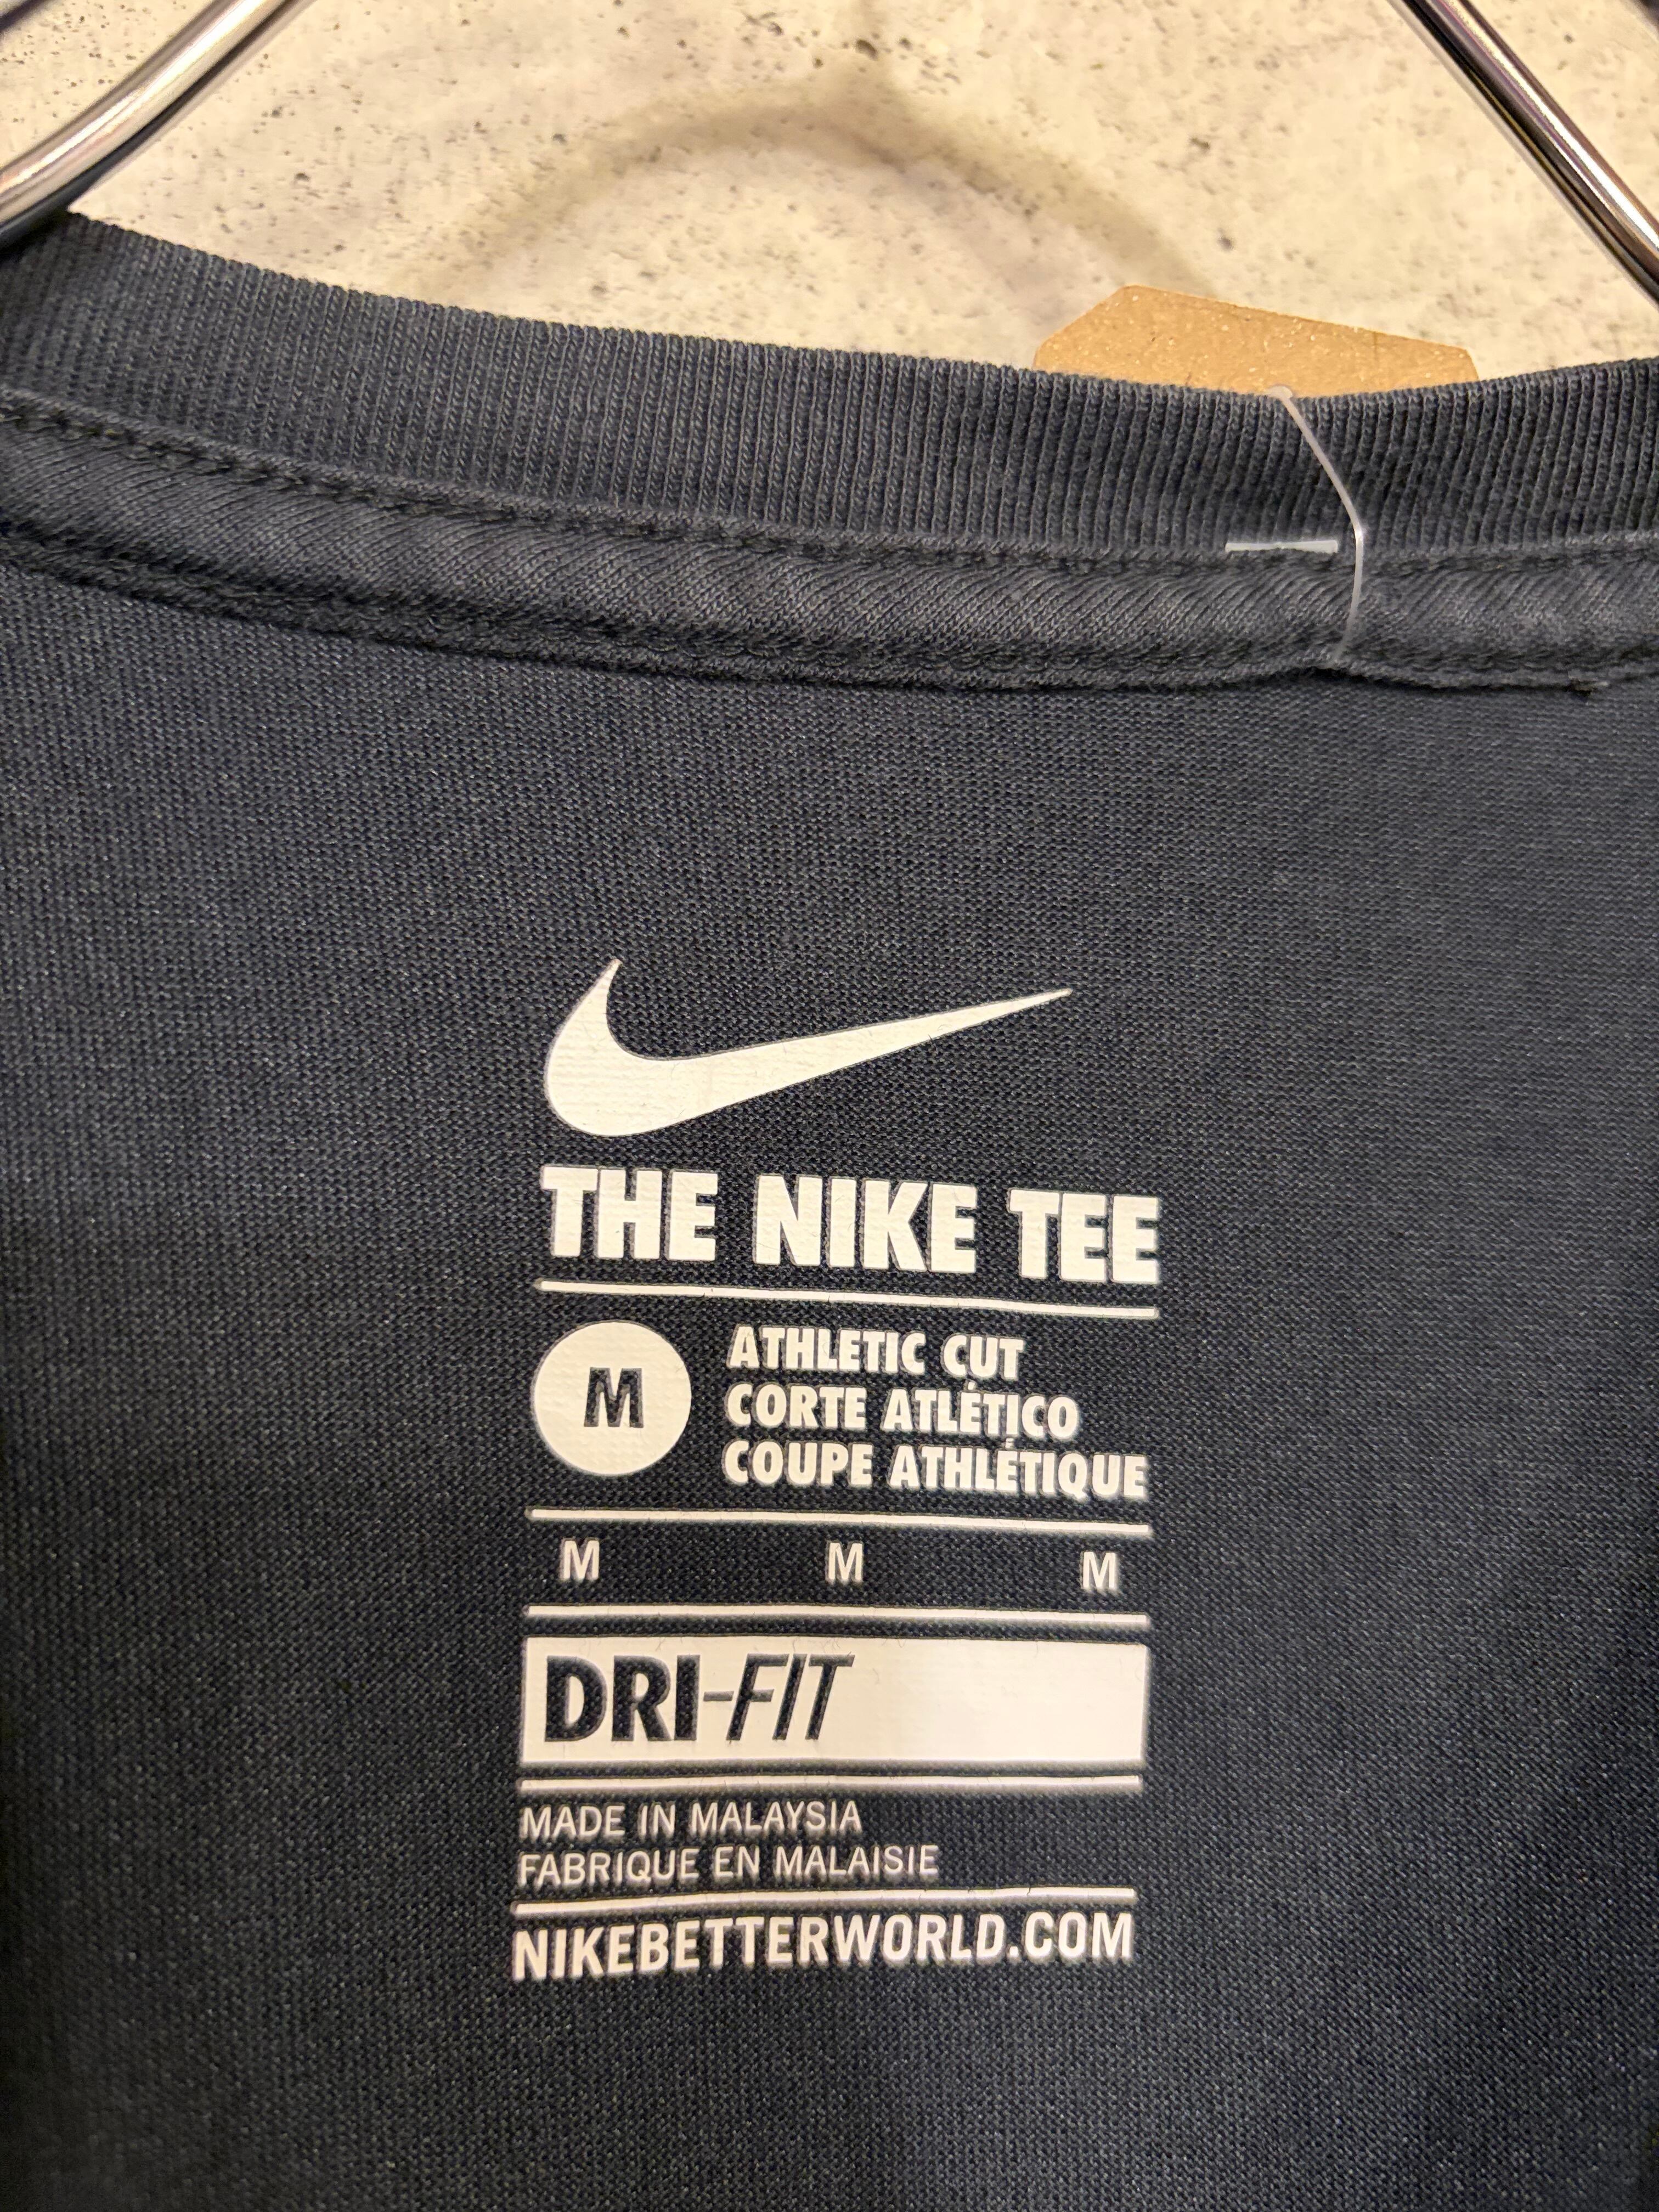 THE NIKE TEE
M
ATHLETIC CUT
CORTE ATLÉTICO
COUPE ATHLÉTIQUE
M M M
DRI-FIT
MADE IN MALAYSIA
FABRIQUE EN MALAISIE
NIKEBETTERWORLD.COM